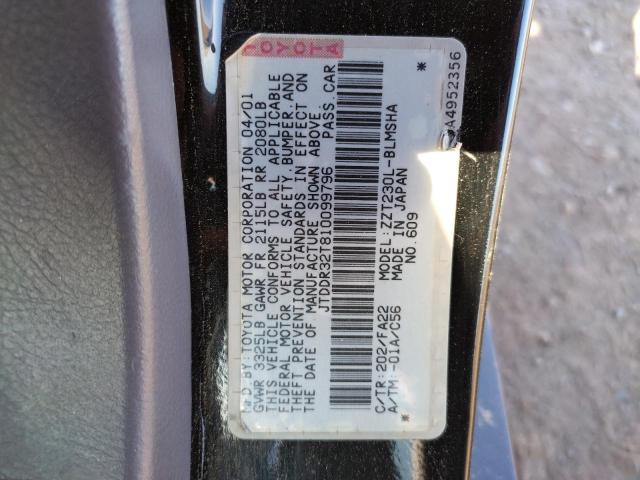 TOYOTA
MFD.BY:TOYOTA MOTOR CORPORATION 04/01
GVWR 3325LB GAWR FR 2115LB RR 2080LB
THIS VEHICLE CONFORMS TO ALL APPLICABLE
FEDERAL MOTOR VEHICLE SAFETY,BUMPER,AND
THEFT PREVENTION STANDARDS IN EFFECT ON
THE DATE OF MANUFACTURE SHOWN ABOVE.
JTDDR32T810099796 PASS.CAR
* *
C/TR:202/FA22 MODEL:ZZT230L-BLMSHA
A/TM:-01A/C56 MADE IN JAPAN
NO.609
* A4952356